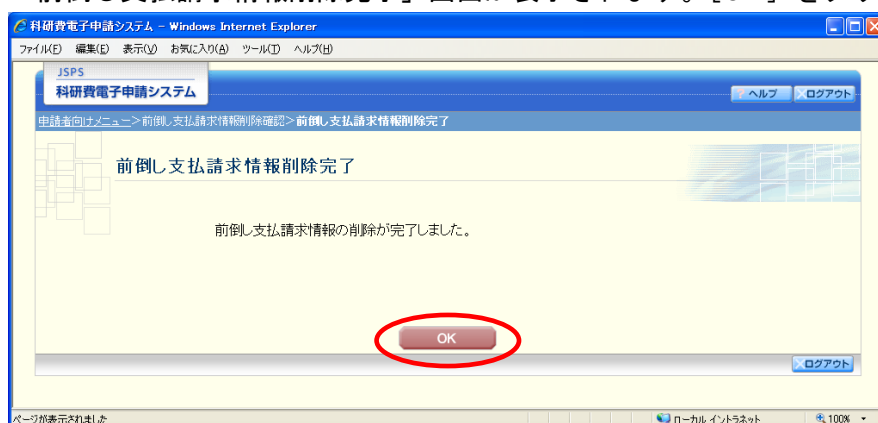 科研費電子申請システム - Windows Internet Explorer
ファイル(F) 編集(E) 表示(V) お気に入り(A) ツール(T) ヘルプ(H)
JSPS
科研費電子申請システム
? ヘルプ ログアウト
申請者向けメニュー>前倒し支払請求情報削除確認>前倒し支払請求情報削除完了
前倒し支払請求情報削除完了
前倒し支払請求情報の削除が完了しました。
OK
ログアウト
ページが表示されました ローカル イントラネット 100%